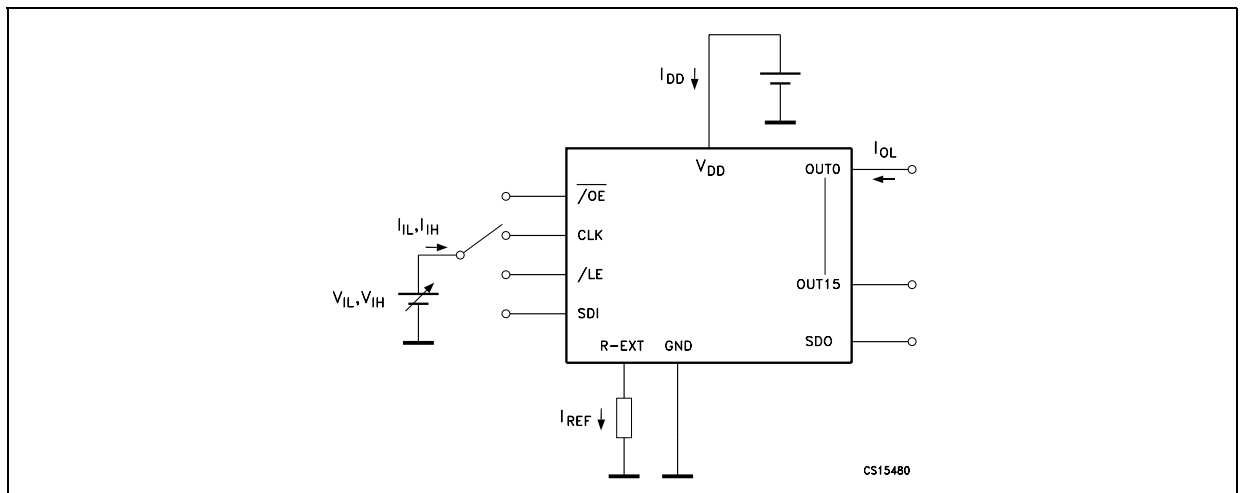 I_DD
V_DD
OUT0
I_OL
/OE
I_IL,I_IH
CLK
/LE
V_IL,V_IH
OUT15
SDI
SDO
R-EXT
GND
I_REF
CS15480